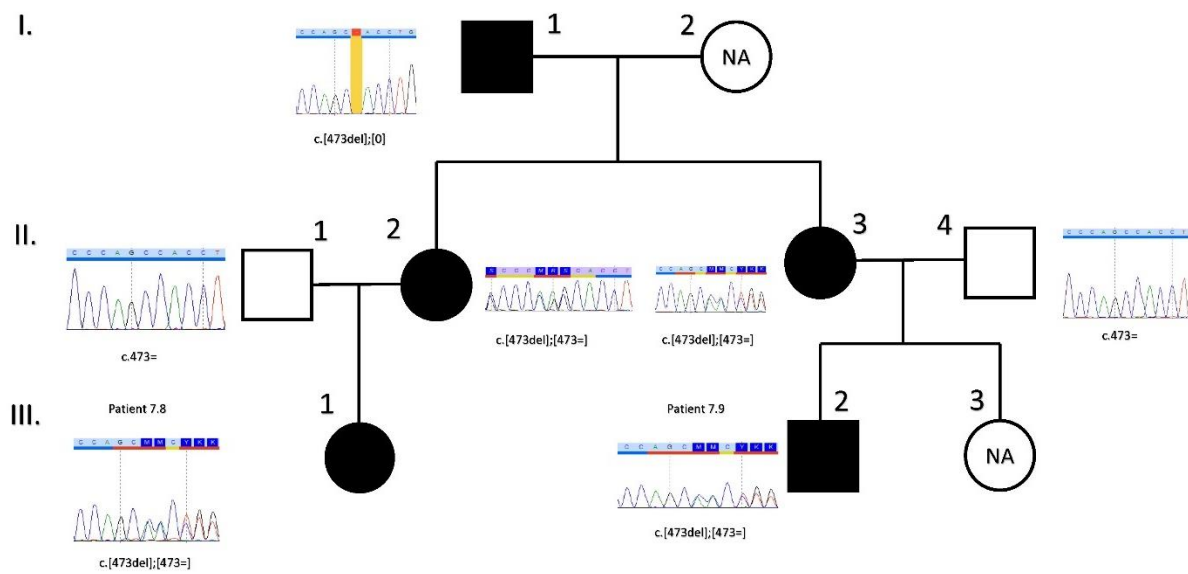 I.
1
2
NA
C C A G C A C C T G
c.[473del];[0]
II.
1
2
3
4
C C C A G C C A C C T
c.473=
c.[473del];[473=]
C C A G C M M C Y K K
c.[473del];[473=]
C C C A G C C A C C T
c.473=
III.
Patient 7.8
1
C C A G C M M C Y K K
c.[473del];[473=]
Patient 7.9
2
3
NA
C C A G C M M C Y K K
c.[473del];[473=]